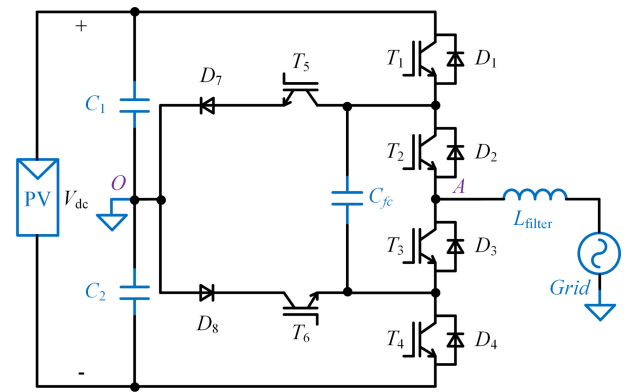 +
T1 D1
T5
D7
C1
T2 D2
O
A
PV Vdc
Cfc
Lfilter
T3 D3
Grid
C2
D8
T6
T4 D4
-